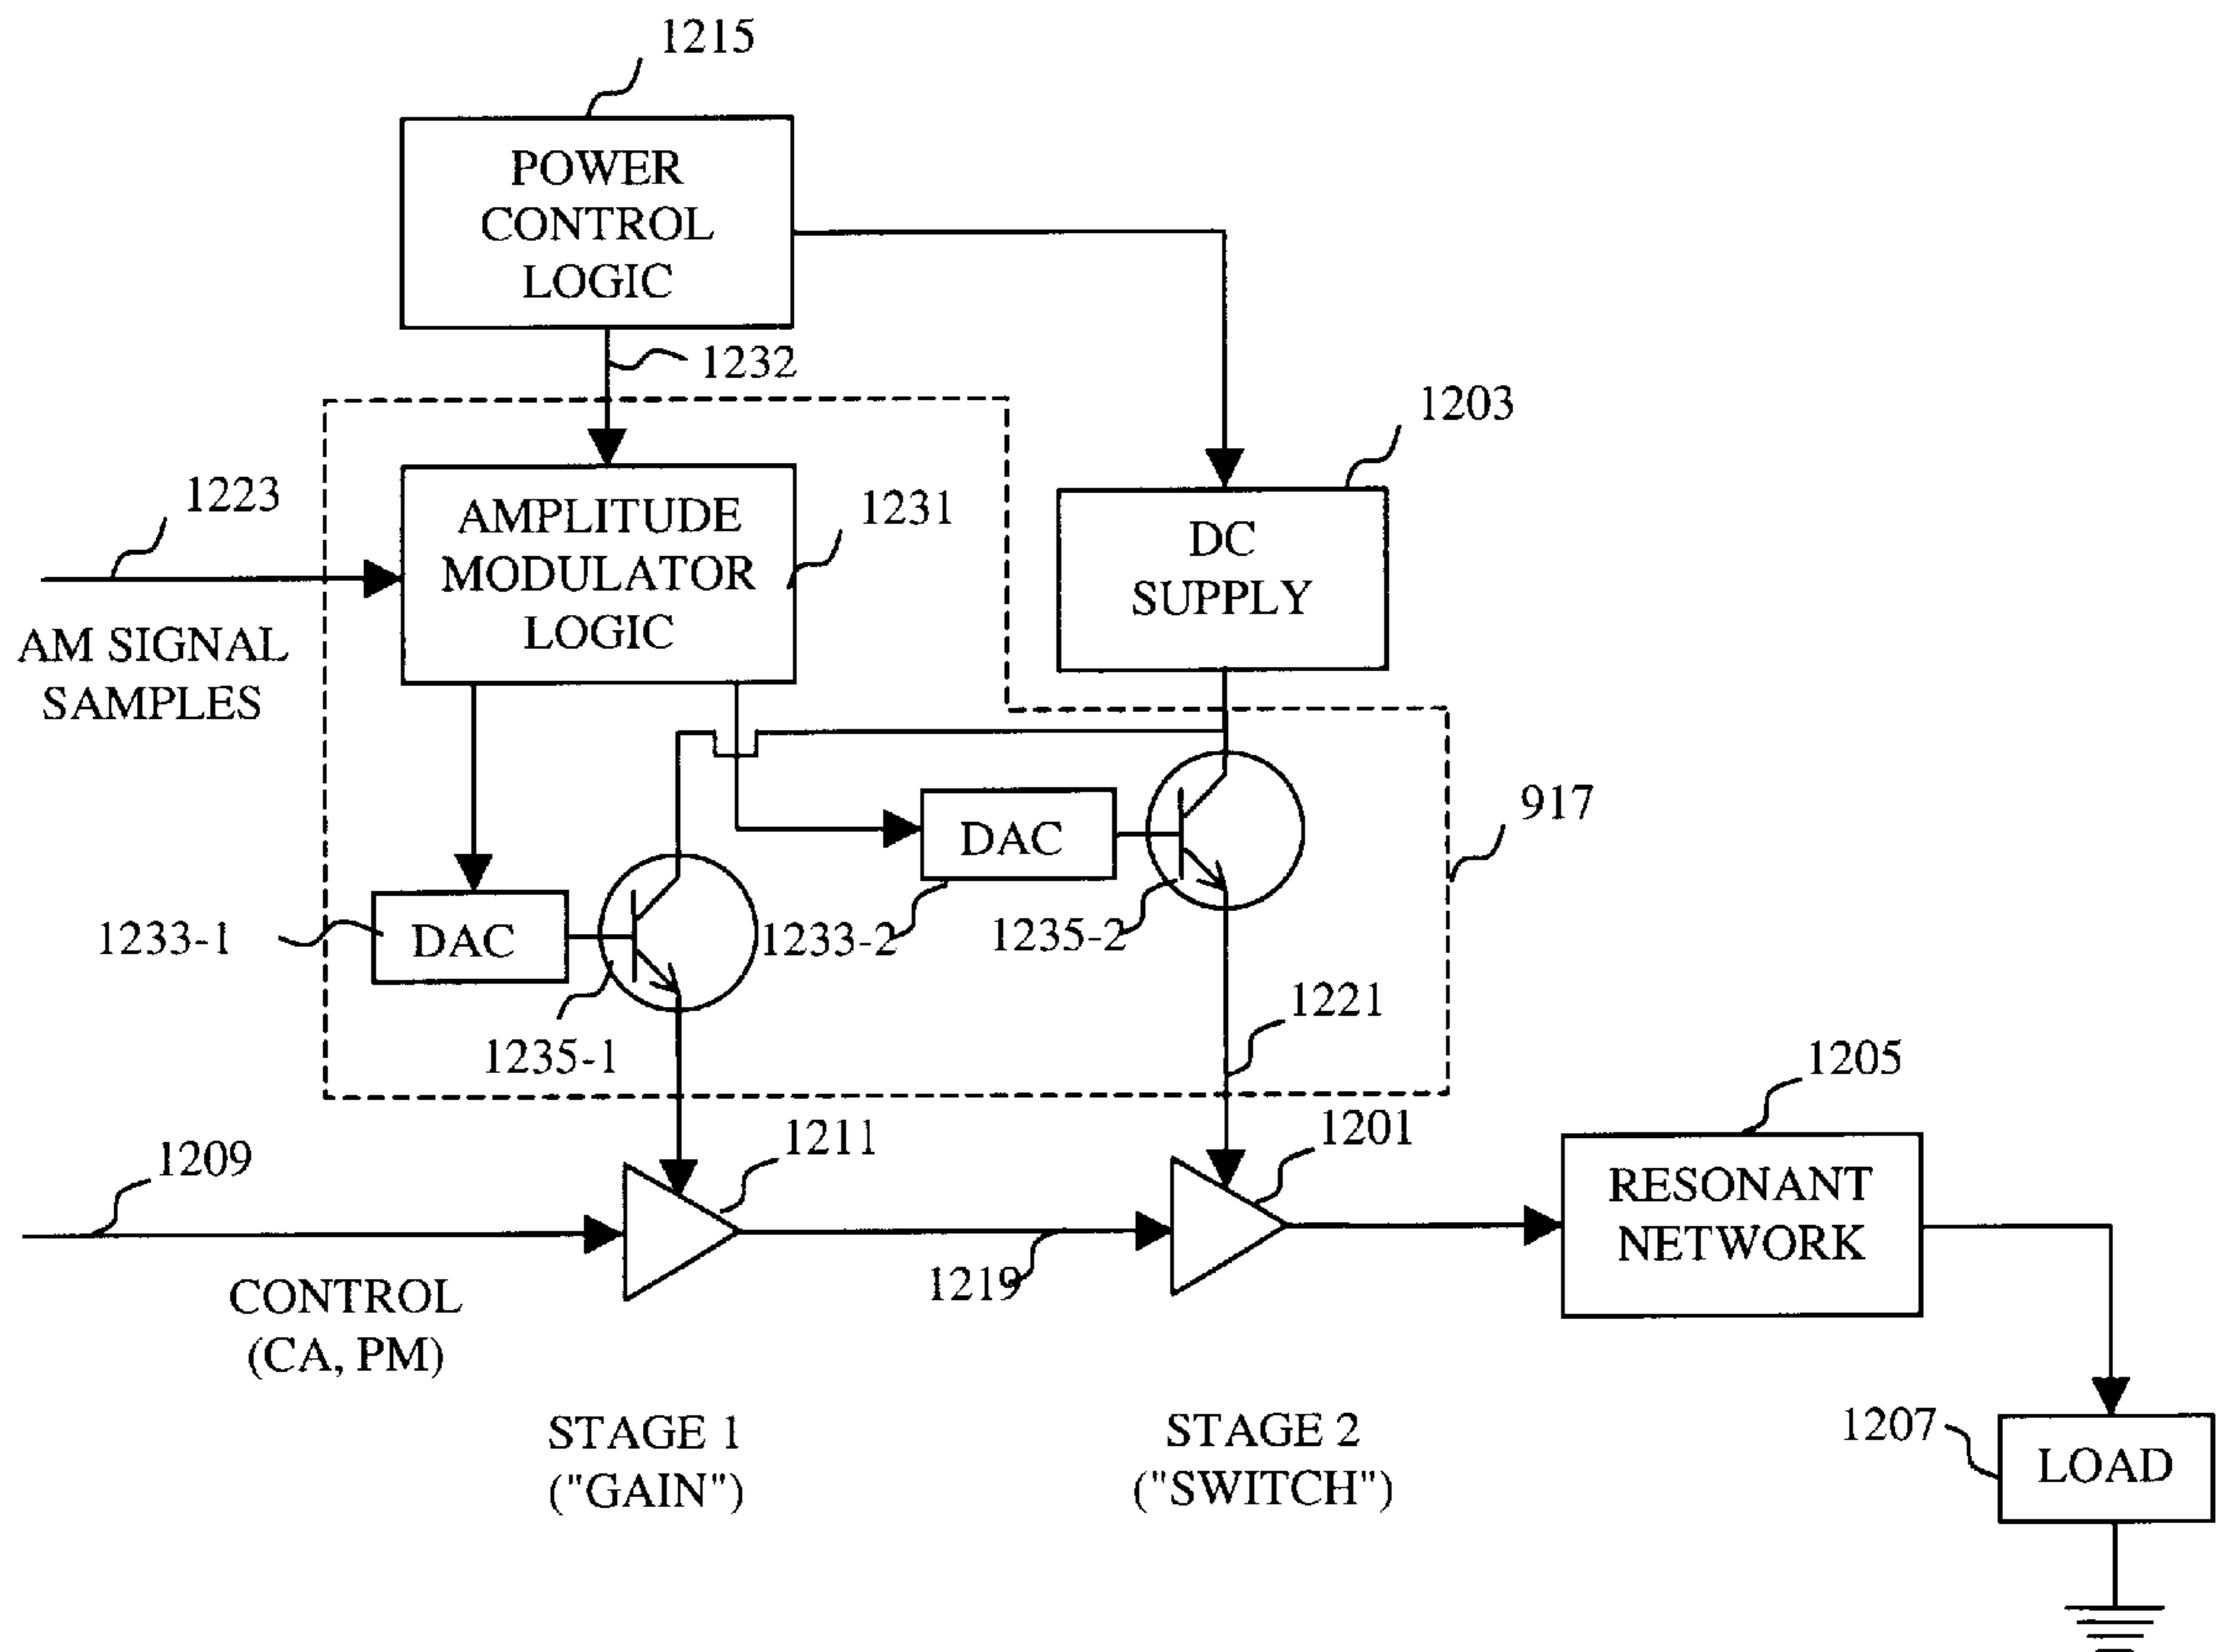 1215
POWER
CONTROL
LOGIC
1232
1203
1223
AMPLITUDE
MODULATOR
LOGIC
1231
DC
SUPPLY
AM SIGNAL
SAMPLES
917
DAC
1233-1
DAC
1233-2
1235-2
1235-1
1221
1205
1209
1211
1201
RESONANT
NETWORK
1219
CONTROL
(CA, PM)
STAGE 1
("GAIN")
STAGE 2
("SWITCH")
1207
LOAD